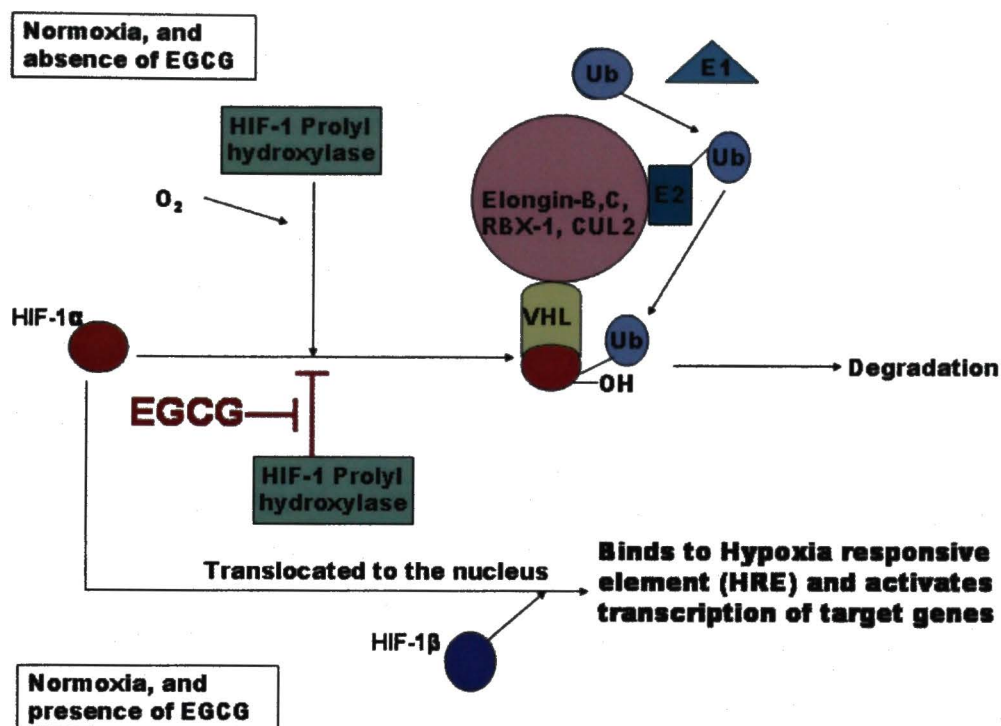 Normoxia, and
absence of EGCG
Ub
E1
HIF-1 Prolyl
hydroxylase
Ub
O₂
Elongin-B,C,
RBX-1, CUL2
E2
HIF-1α
VHL
Ub
OH
Degradation
EGCG
HIF-1 Prolyl
hydroxylase
Translocated to the nucleus
Binds to Hypoxia responsive
element (HRE) and activates
transcription of target genes
HIF-1β
Normoxia, and
presence of EGCG